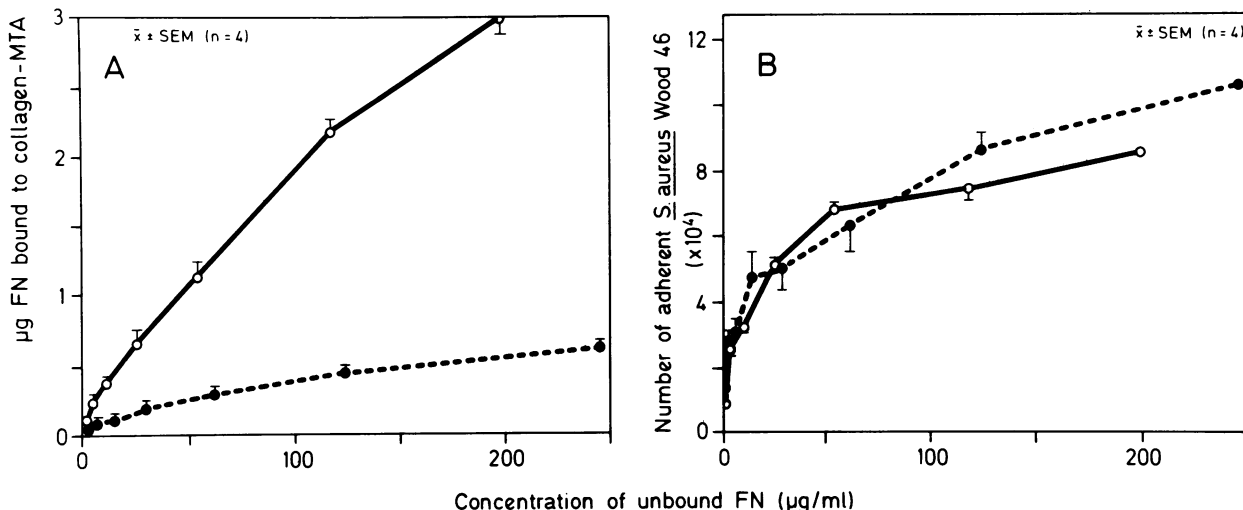 µg FN bound to collagen-MTA
3
2
1
0
A
x̄ ± SEM (n = 4)
0
100
200
Number of adherent S. aureus Wood 46
(x10⁴)
12
8
4
0
B
x̄ ± SEM (n = 4)
0
50
100
200
Concentration of unbound FN (µg/ml)